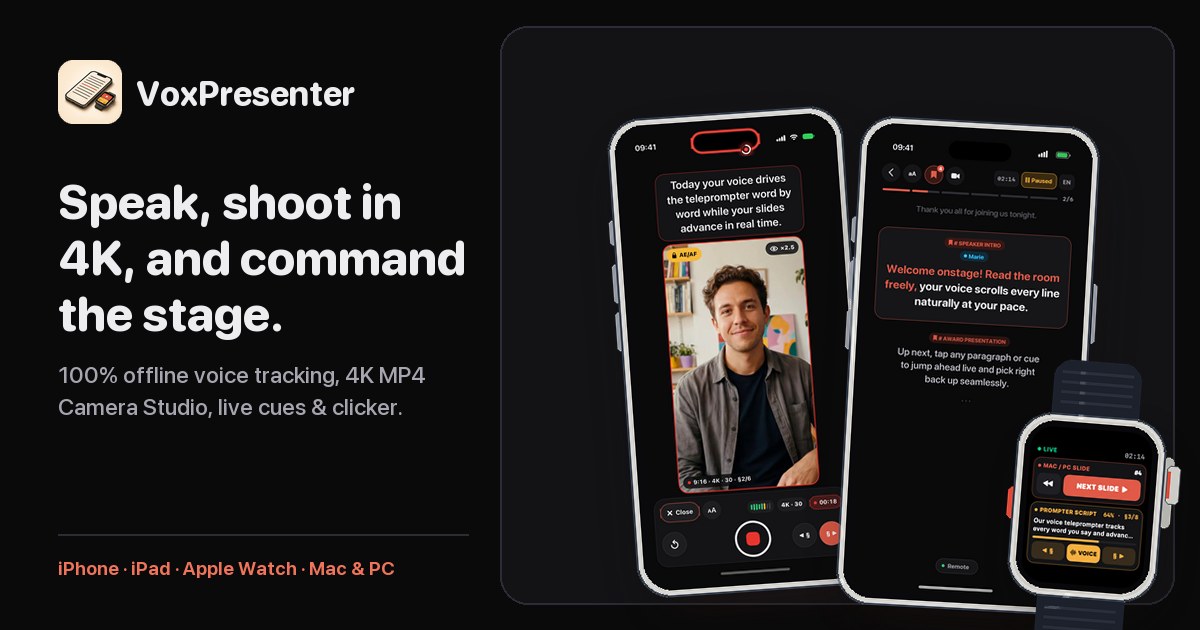 VoxPresenter
Speak, shoot in
4K, and command
the stage.
100% offline voice tracking, 4K MP4
Camera Studio, live cues & clicker.
iPhone · iPad · Apple Watch · Mac & PC
09:41
Today your voice drives
the teleprompter word by
word while your slides
advance in real time.
AE/AF
×2.5
9:16 · 4K · 30 · §2/6
Close
AA
4K · 30
00:18
◀ §
§ ▶
09:41
aA
02:14
Paused
EN
2/6
Thank you all for joining us tonight.
# SPEAKER INTRO
Marie
Welcome onstage! Read the room
freely, your voice scrolls every line
naturally at your pace.
# AWARD PRESENTATION
Up next, tap any paragraph or cue
to jump ahead live and pick right
back up seamlessly.
...
Remote
LIVE
02:14
MAC / PC SLIDE
#4
NEXT SLIDE ▶
PROMPTER SCRIPT
64% · §3/8
Our voice teleprompter tracks
every word you say and advanc...
◀ §
VOICE
§ ▶